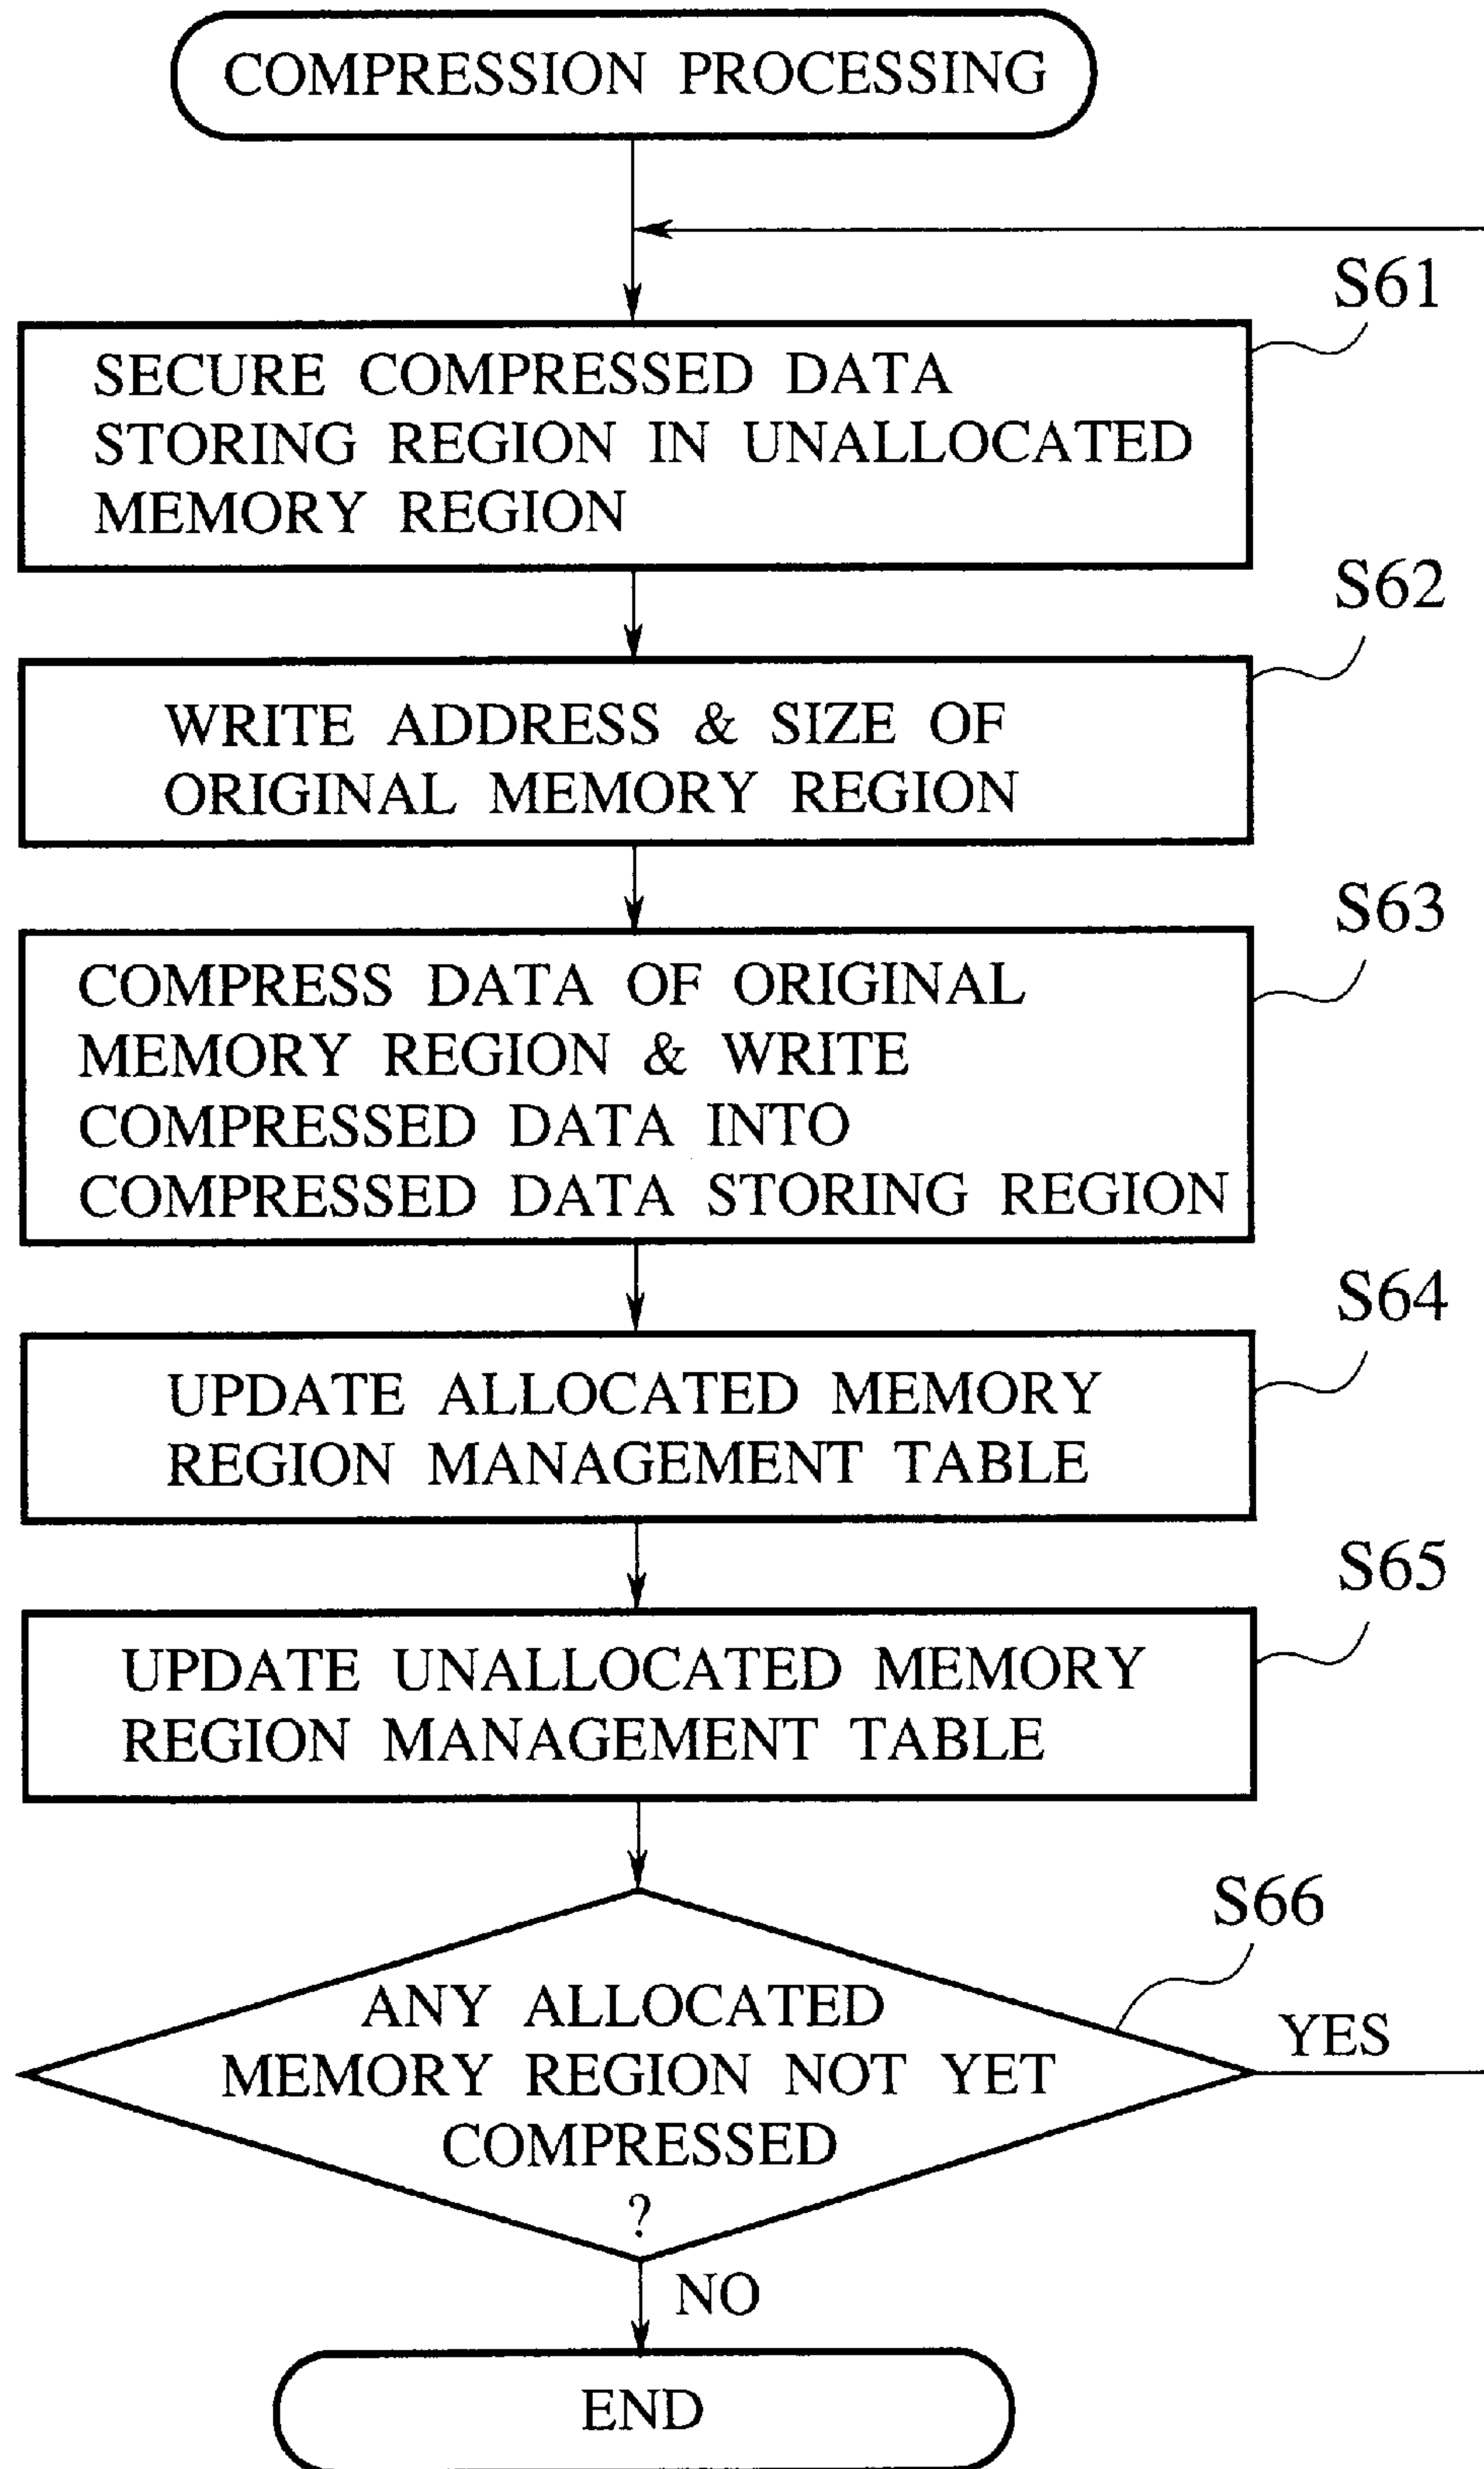 COMPRESSION PROCESSING
S61
SECURE COMPRESSED DATA
STORING REGION IN UNALLOCATED
MEMORY REGION
S62
WRITE ADDRESS & SIZE OF
ORIGINAL MEMORY REGION
S63
COMPRESS DATA OF ORIGINAL
MEMORY REGION & WRITE
COMPRESSED DATA INTO
COMPRESSED DATA STORING REGION
S64
UPDATE ALLOCATED MEMORY
REGION MANAGEMENT TABLE
S65
UPDATE UNALLOCATED MEMORY
REGION MANAGEMENT TABLE
S66
ANY ALLOCATED
MEMORY REGION NOT YET
COMPRESSED
?
YES
NO
END